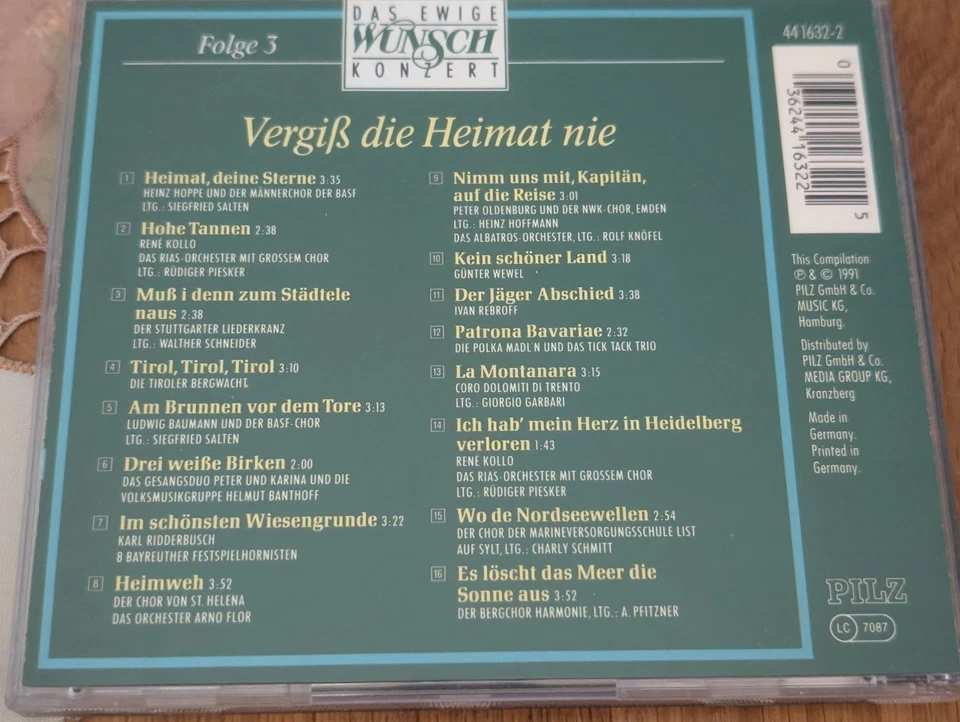 Folge 3
DAS EWIGE
WUNSCH
KONZERT
44 1632-2
Vergiß die Heimat nie
1 Heimat, deine Sterne 3:35
HEINZ HOPPE UND DER MÄNNERCHOR DER BASF
LTG.: SIEGFRIED SALTEN
2 Hohe Tannen 2:38
RENÉ KOLLO
DAS RIAS-ORCHESTER MIT GROSSEM CHOR
LTG.: RÜDIGER PIESKER
3 Muß i denn zum Städtele
naus 2:38
DER STUTTGARTER LIEDERKRANZ
LTG.: WALTHER SCHNEIDER
4 Tirol, Tirol, Tirol 3:10
DIE TIROLER BERGWACHT
5 Am Brunnen vor dem Tore 3:13
LUDWIG BAUMANN UND DER BASF-CHOR
LTG.: SIEGFRIED SALTEN
6 Drei weiße Birken 2:00
DAS GESANGSDUO PETER UND KARINA UND DIE
VOLKSMUSIKGRUPPE HELMUT BANTHOFF
7 Im schönsten Wiesengrunde 3:22
KARL RIDDERBUSCH
8 BAYREUTHER FESTSPIELHORNISTEN
8 Heimweh 3:52
DER CHOR VON ST. HELENA
DAS ORCHESTER ARNO FLOR
9 Nimm uns mit, Kapitän,
auf die Reise 3:01
PETER OLDENBURG UND DER NWK-CHOR, EMDEN
LTG.: HEINZ HOFFMANN
DAS ALBATROS-ORCHESTER, LTG.: ROLF KNÖFEL
10 Kein schöner Land 3:18
GÜNTER WEWEL
11 Der Jäger Abschied 3:38
IVAN REBROFF
12 Patrona Bavariae 2:32
DIE POLKA MADL'N UND DAS TICK TACK TRIO
13 La Montanara 3:15
CORO DOLOMITI DI TRENTO
LTG.: GIORGIO GARBARI
14 Ich hab' mein Herz in Heidelberg
verloren 1:43
RENÉ KOLLO
DAS RIAS-ORCHESTER MIT GROSSEM CHOR
LTG.: RÜDIGER PIESKER
15 Wo de Nordseewellen 2:54
DER CHOR DER MARINEVERSORGUNGSSCHULE LIST
AUF SYLT, LTG.: CHARLY SCHMITT
16 Es löscht das Meer die
Sonne aus 3:52
DER BERGCHOR HARMONIE, LTG.: A. PFITZNER
0 36244 16322 5
This Compilation
℗ & © 1991
PILZ GmbH & Co.
MUSIC KG,
Hamburg.
Distributed by
PILZ GmbH & Co.
MEDIA GROUP KG,
Kranzberg
Made in
Germany.
Printed in
Germany.
PILZ
LC 7087